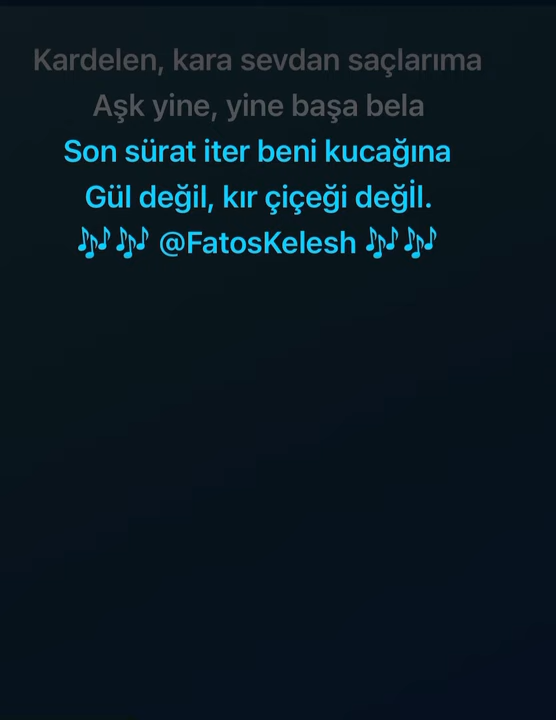 Kardelen, kara sevdan saçlarıma
Aşk yine, yine başa bela
Son sürat iter beni kucağına
Gül değil, kır çiçeği değİl.
🎶🎶 @FatosKelesh 🎶🎶